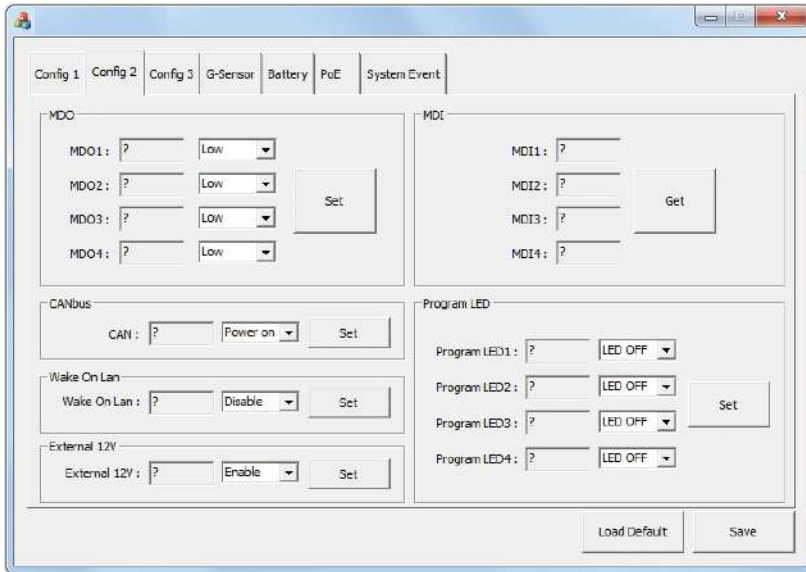 Config 1 Config 2 Config 3 G-Sensor Battery PoE System Event
MDO
MDO1 : ? Low
MDO2 : ? Low
MDO3 : ? Low
MDO4 : ? Low
Set
MDI
MDI1 : ?
MDI2 : ?
MDI3 : ?
MDI4 : ?
Get
CANbus
CAN : ? Power on Set
Wake On Lan
Wake On Lan : ? Disable Set
External 12V
External 12V : ? Enable Set
Program LED
Program LED1 : ? LED OFF
Program LED2 : ? LED OFF
Program LED3 : ? LED OFF
Program LED4 : ? LED OFF
Set
Load Default Save